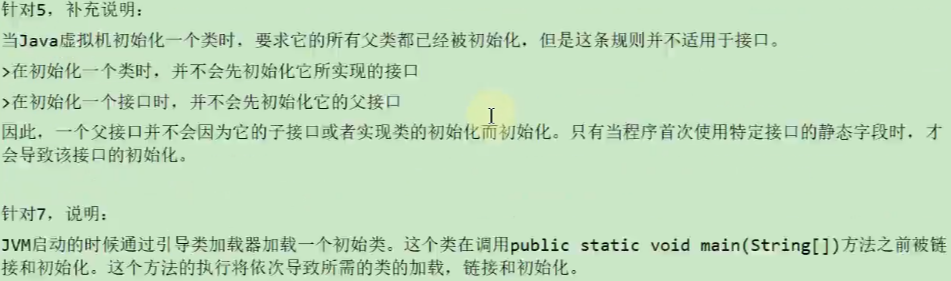 针对5，补充说明：
当Java虚拟机初始化一个类时，要求它的所有父类都已经被初始化，但是这条规则并不适用于接口。
>在初始化一个类时，并不会先初始化它所实现的接口
>在初始化一个接口时，并不会先初始化它的父接口
因此，一个父接口并不会因为它的子接口或者实现类的初始化而初始化。只有当程序首次使用特定接口的静态字段时，才
会导致该接口的初始化。
针对7，说明：
JVM启动的时候通过引导类加载器加载一个初始类。这个类在调用public static void main(String[])方法之前被链
接和初始化。这个方法的执行将依次导致所需的类的加载，链接和初始化。